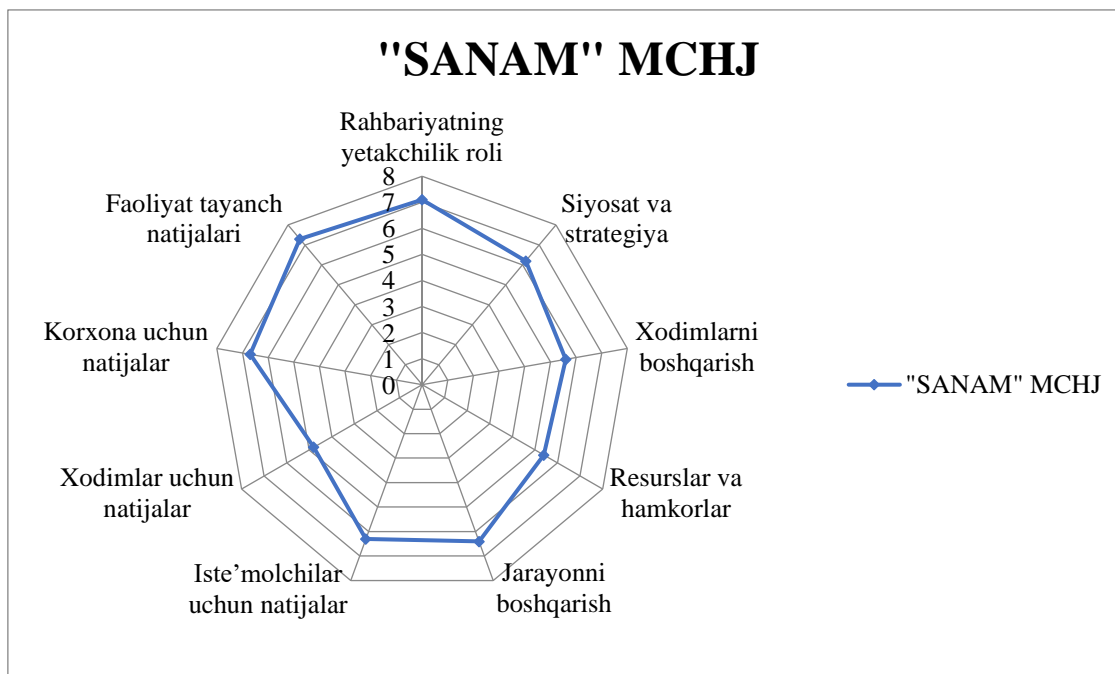 "SANAM" MCHJ
Rahbariyatning
yetakchilik roli
Siyosat va
strategiya
Xodimlarni
boshqarish
Resurslar va
hamkorlar
Jarayonni
boshqarish
Iste’molchilar
uchun natijalar
Xodimlar uchun
natijalar
Korxona uchun
natijalar
Faoliyat tayanch
natijalari
8
7
6
5
4
3
2
1
0
"SANAM" MCHJ